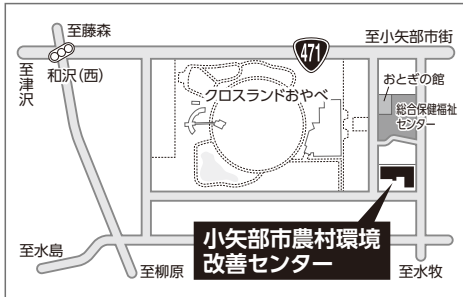 至藤森
471
至小矢部市街
至津沢
和沢(西)
おとぎの館
クロスランドおやべ
総合保健福祉
センター
小矢部市農村環境
改善センター
至水島
至柳原
至水牧